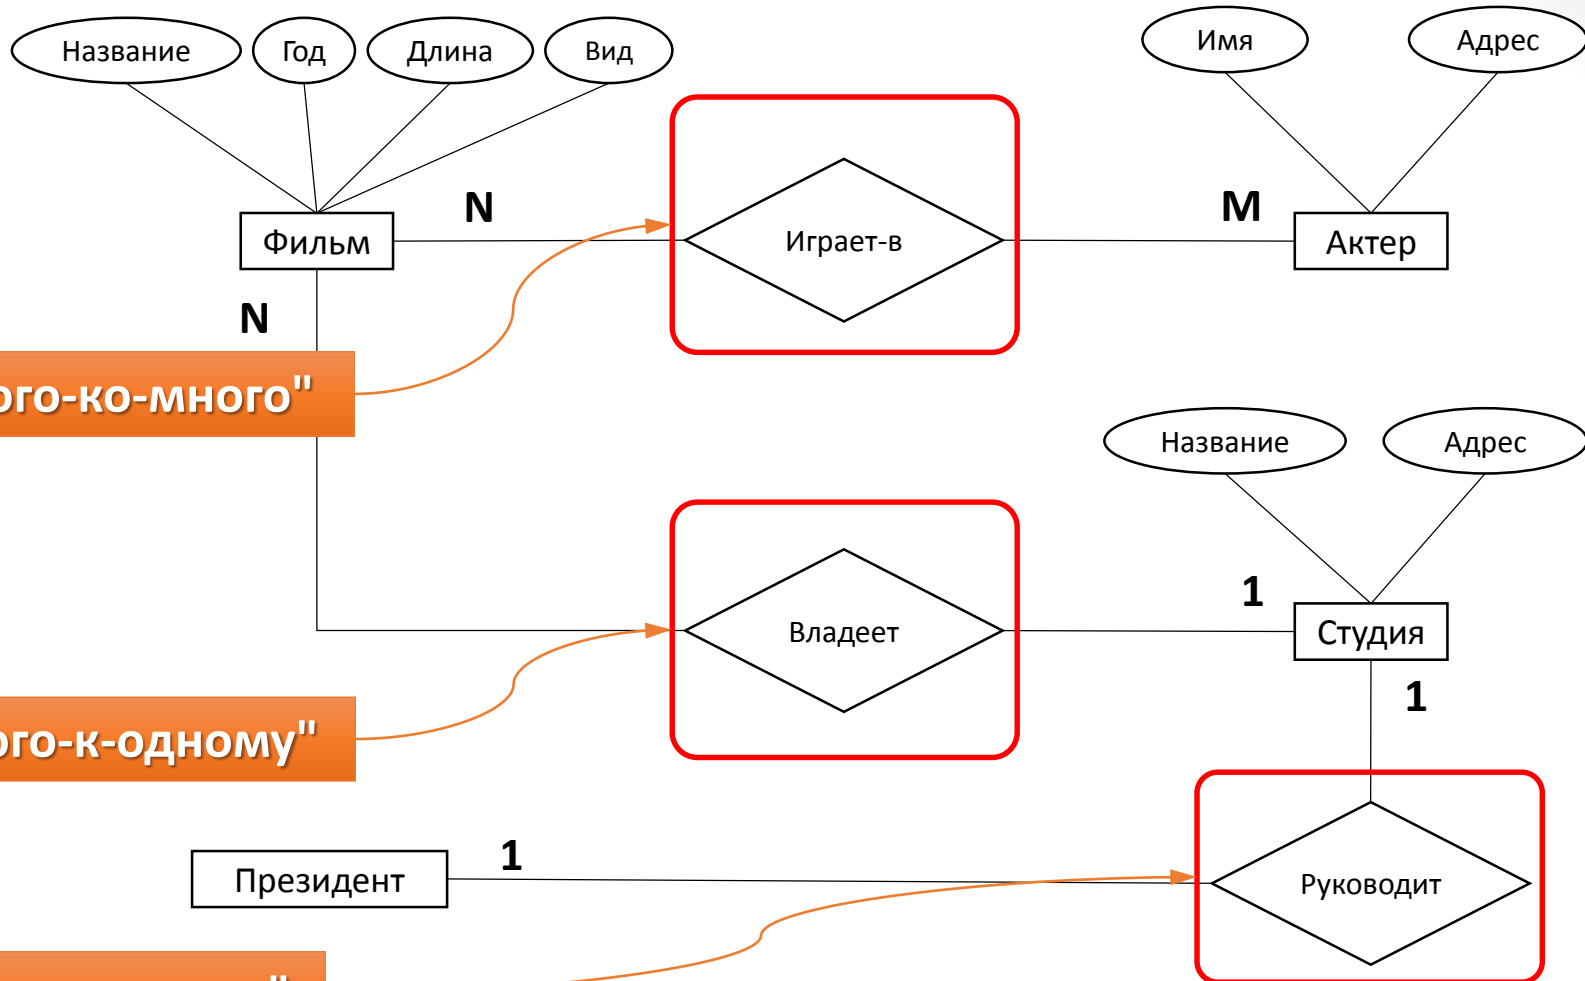 Название Год Длина Вид
Имя Адрес
N M
Фильм Играет-в Актер
N
ого-ко-много"
Название Адрес
1
Владеет Студия
1
ого-к-одному"
1
Президент Руководит
"